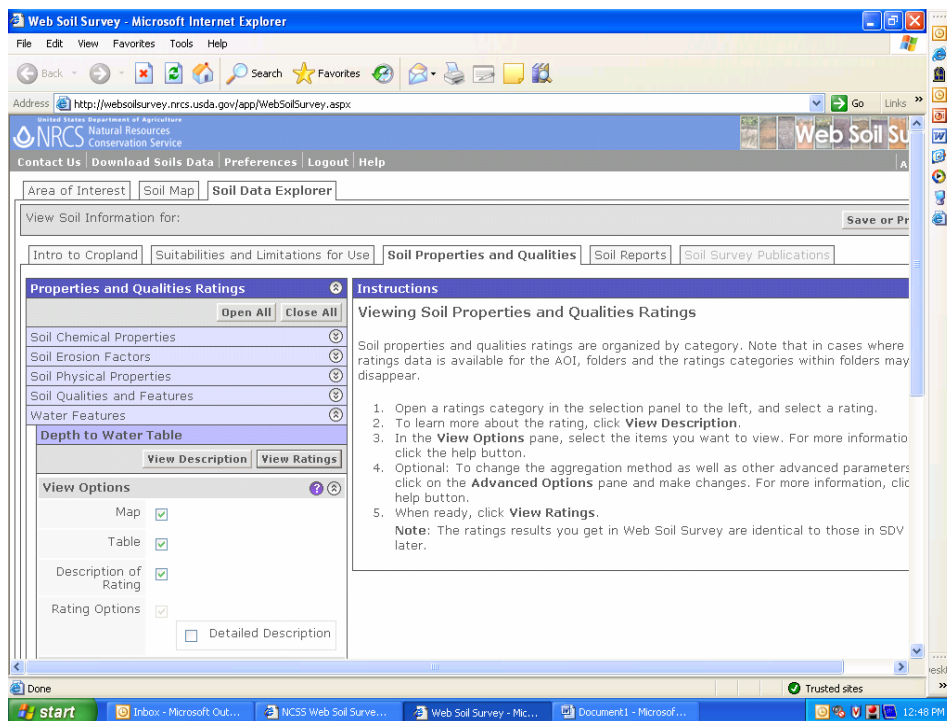 Web Soil Survey - Microsoft Internet Explorer
File Edit View Favorites Tools Help
Back Search Favorites
Address http://websoilsurvey.nrcs.usda.gov/app/WebSoilSurvey.aspx Go Links »
United States Department of Agriculture
NRCS Natural Resources
Conservation Service
Web Soil Su
Contact Us | Download Soils Data | Preferences | Logout | Help A
Area of Interest Soil Map Soil Data Explorer
View Soil Information for: Save or Pr
Intro to Cropland Suitabilities and Limitations for Use Soil Properties and Qualities Soil Reports Soil Survey Publications
Properties and Qualities Ratings
Open All Close All
Soil Chemical Properties
Soil Erosion Factors
Soil Physical Properties
Soil Qualities and Features
Water Features
Depth to Water Table
View Description View Ratings
View Options ?
Map
Table
Description of
Rating
Rating Options
Detailed Description
Instructions
Viewing Soil Properties and Qualities Ratings
Soil properties and qualities ratings are organized by category. Note that in cases where
ratings data is available for the AOI, folders and the ratings categories within folders may
disappear.
1. Open a ratings category in the selection panel to the left, and select a rating.
2. To learn more about the rating, click View Description.
3. In the View Options pane, select the items you want to view. For more informatio
click the help button.
4. Optional: To change the aggregation method as well as other advanced parameters
click on the Advanced Options pane and make changes. For more information, clic
help button.
5. When ready, click View Ratings.
Note: The ratings results you get in Web Soil Survey are identical to those in SDV
later.
Done Trusted sites
eskt
»
start Inbox - Microsoft Out... NCSS Web Soil Surve... Web Soil Survey - Mic... Document1 - Microsof... 12:48 PM